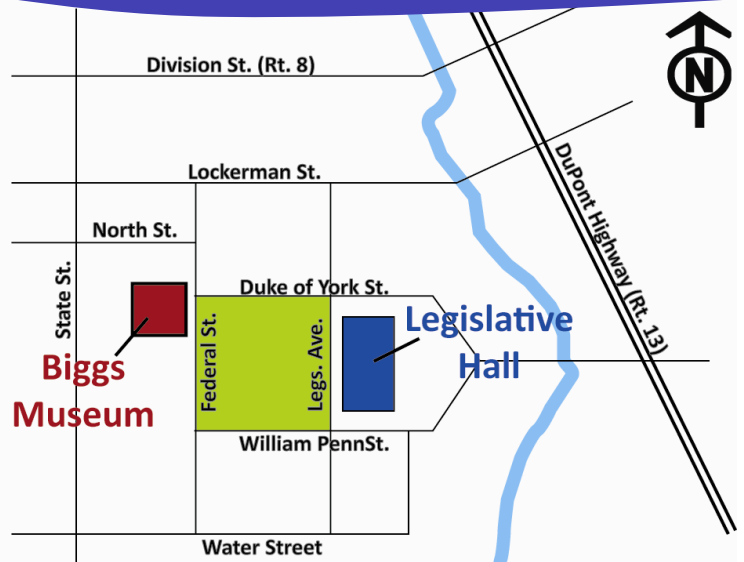 N
Division St. (Rt. 8)
Lockerman St.
DuPont Highway (Rt. 13)
North St.
State St.
Duke of York St.
Federal St.
Legs. Ave.
Legislative
Hall
Biggs
Museum
William PennSt.
Water Street